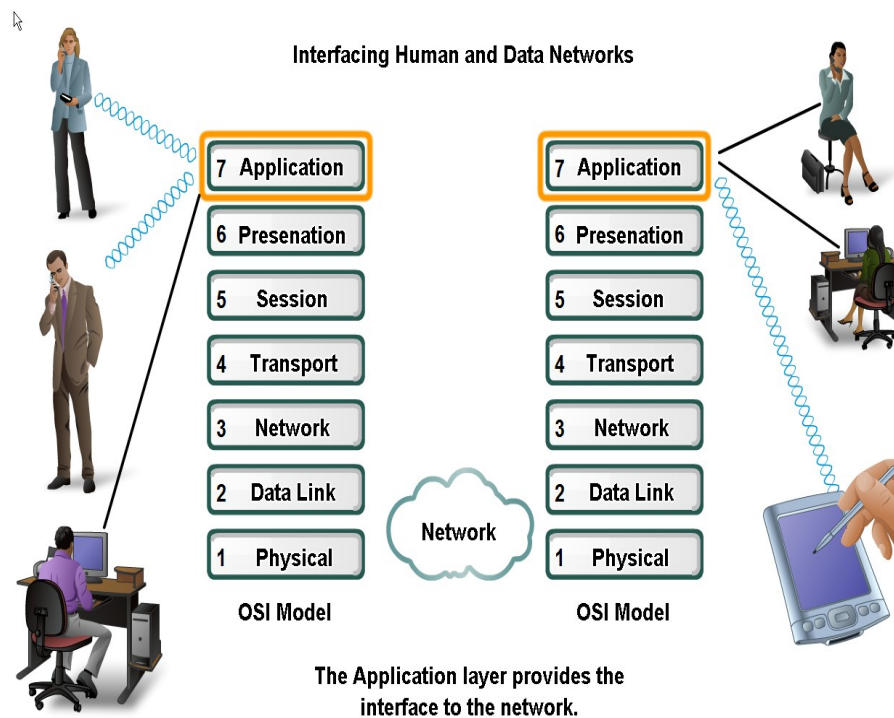 Interfacing Human and Data Networks
7 Application
6 Presenation
5 Session
4 Transport
3 Network
2 Data Link
1 Physical
OSI Model
Network
7 Application
6 Presenation
5 Session
4 Transport
3 Network
2 Data Link
1 Physical
OSI Model
The Application layer provides the
interface to the network.